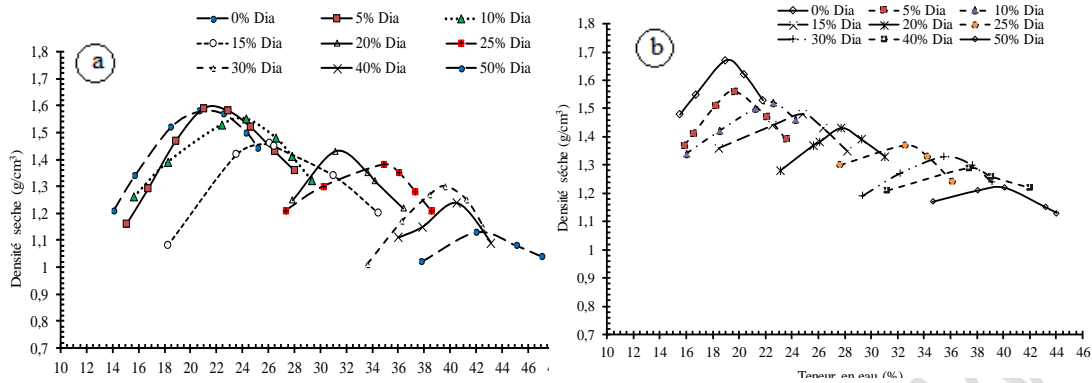 0% Dia 5% Dia 10% Dia
15% Dia 20% Dia 25% Dia
30% Dia 40% Dia 50% Dia
a
Densité seche (g/cm³)
1,8
1,7
1,6
1,5
1,4
1,3
1,2
1,1
1
0,9
0,8
0,7
10 12 14 16 18 20 22 24 26 28 30 32 34 36 38 40 42 44 46
0% Dia 5% Dia 10% Dia
15% Dia 20% Dia 25% Dia
30% Dia 40% Dia 50% Dia
b
Densité sèche (g/cm³)
1,8
1,7
1,6
1,5
1,4
1,3
1,2
1,1
1
0,9
0,8
0,7
10 12 14 16 18 20 22 24 26 28 30 32 34 36 38 40 42 44 46
Teneur en eau (%)